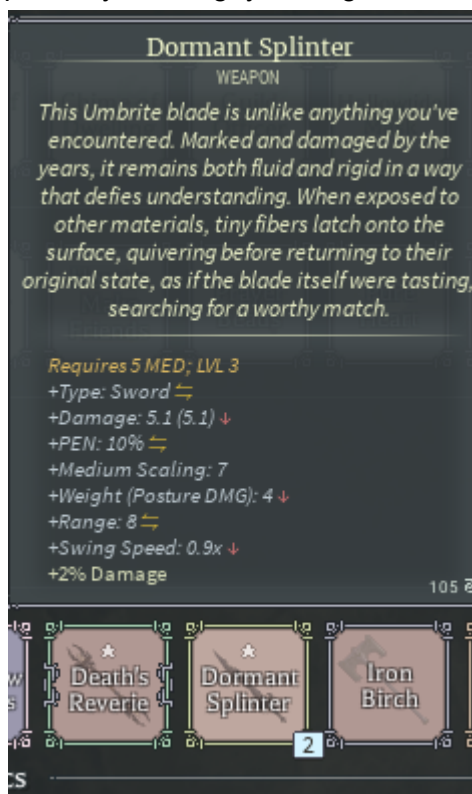 Dormant Splinter
WEAPON
This Umbrite blade is unlike anything you've
encountered. Marked and damaged by the
years, it remains both fluid and rigid in a way
that defies understanding. When exposed to
other materials, tiny fibers latch onto the
surface, quivering before returning to their
original state, as if the blade itself were tasting,
searching for a worthy match.
Requires 5 MED; LVL 3
+Type: Sword
+Damage: 5.1 (5.1)
+PEN: 10%
+Medium Scaling: 7
+Weight (Posture DMG): 4
+Range: 8
+Swing Speed: 0.9x
+2% Damage
105
Death's
Reverie
Dormant
Splinter
2
Iron
Birch